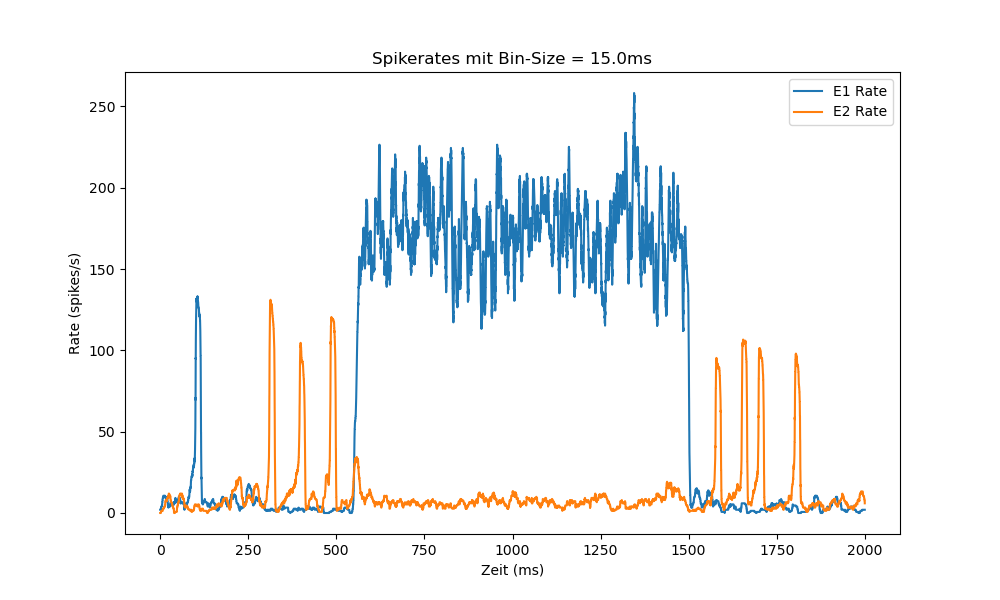 Spikerates mit Bin-Size = 15.0ms
E1 Rate
E2 Rate
Rate (spikes/s)
250
200
150
100
50
0
0 250 500 750 1000 1250 1500 1750 2000
Zeit (ms)